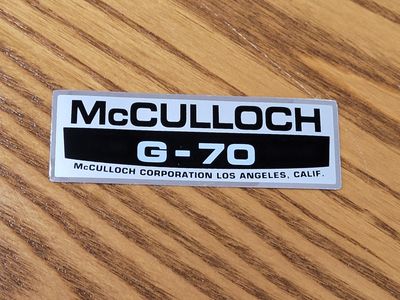 McCULLOCH
G-70
McCULLOCH CORPORATION LOS ANGELES, CALIF.